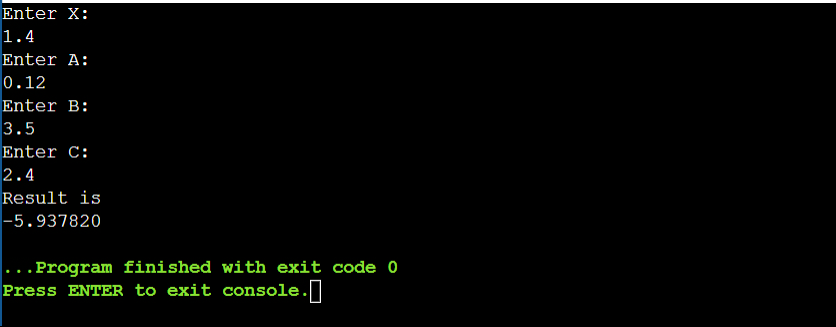 Enter X:
1.4
Enter A:
0.12
Enter B:
3.5
Enter C:
2.4
Result is
-5.937820
...Program finished with exit code 0
Press ENTER to exit console.